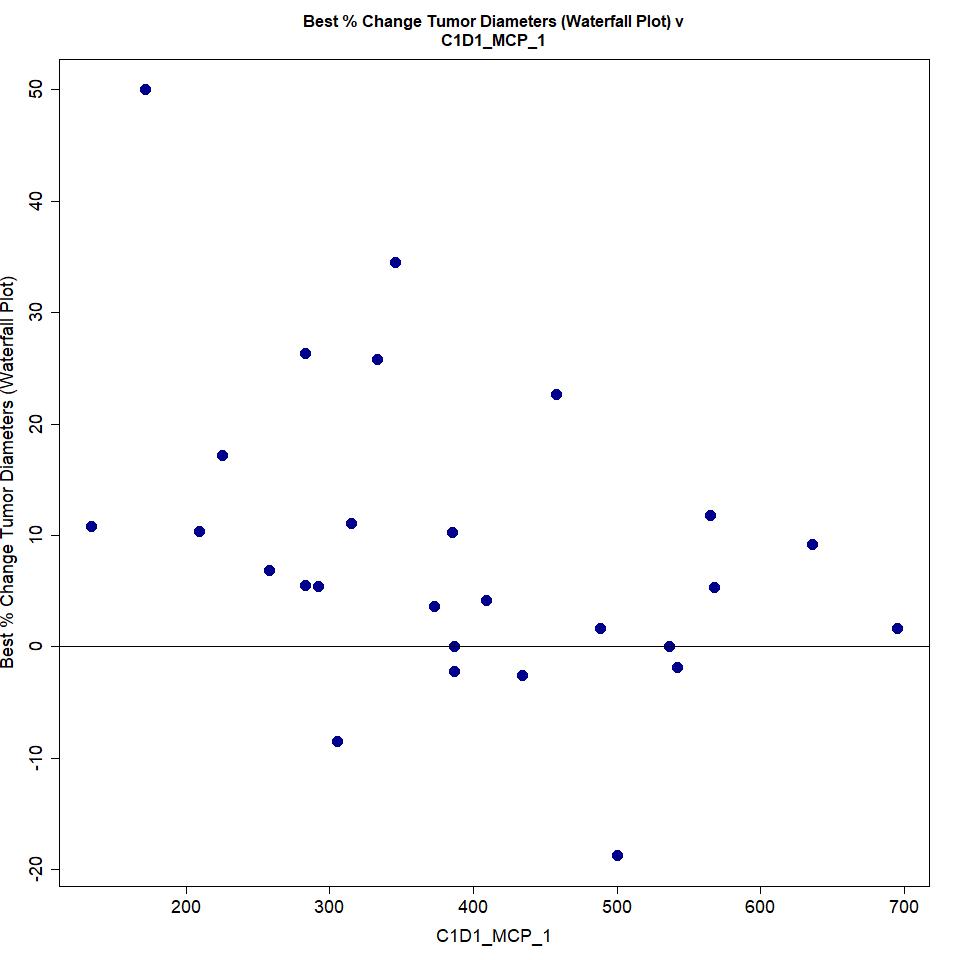 Best % Change Tumor Diameters (Waterfall Plot) v
C1D1_MCP_1
50
40
30
20
10
0
-10
-20
Best % Change Tumor Diameters (Waterfall Plot)
200 300 400 500 600 700
C1D1_MCP_1